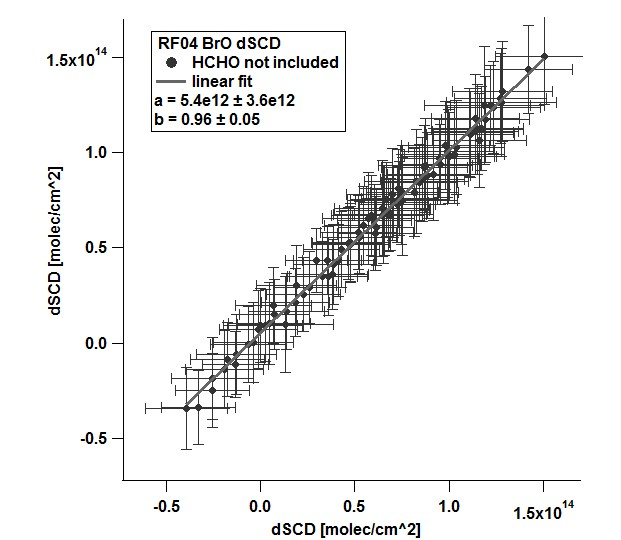 RF04 BrO dSCD
HCHO not included
linear fit
a = 5.4e12 ± 3.6e12
b = 0.96 ± 0.05
1.5x10¹⁴
1.0
0.5
0.0
-0.5
dSCD [molec/cm^2]
-0.5
0.0
0.5
1.0
1.5x10¹⁴
dSCD [molec/cm^2]